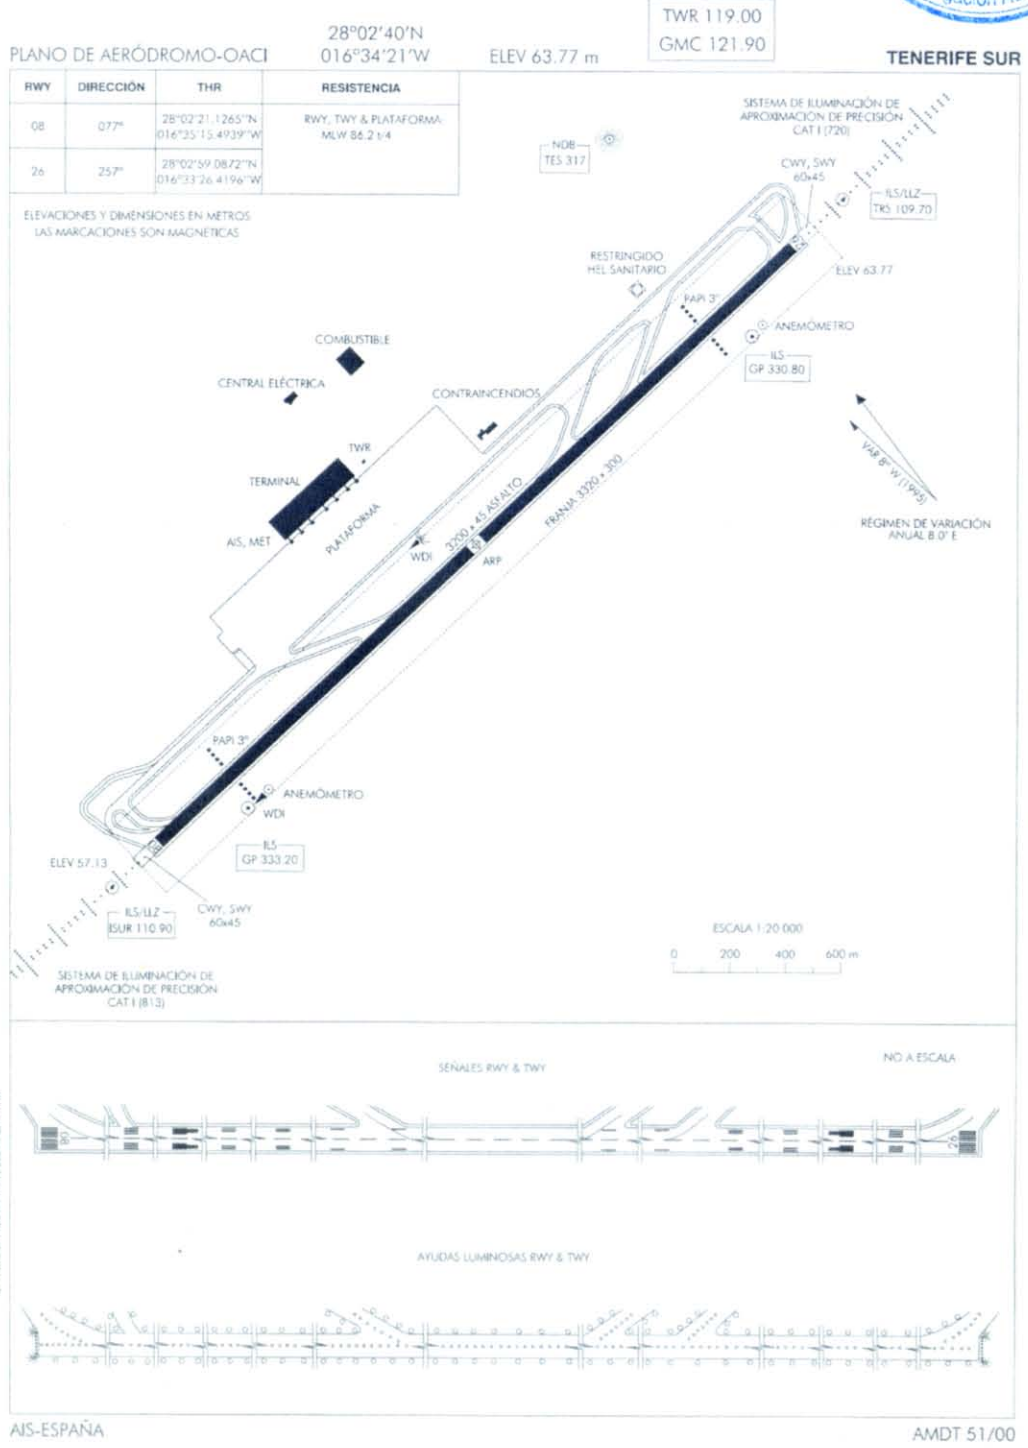 TWR 119.00
GMC 121.90
28°02'40"N
016°34'21"W
PLANO DE AERÓDROMO-OACI
ELEV 63.77 m
TENERIFE SUR
RWY DIRECCIÓN THR RESISTENCIA
08 077° 28°02'21.1265"N
016°35'15.4939"W
RWY, TWY & PLATAFORMA
MLW 86.2 t/4
26 257° 28°02'59.0872"N
016°33'26.4196"W
ELEVACIONES Y DIMENSIONES EN METROS
LAS MARCACIONES SON MAGNETICAS
SISTEMA DE ILUMINACIÓN DE
APROXIMACIÓN DE PRECISIÓN
CAT I (720)
NDB
TES 317
CWY, SWY
60x45
ILS/LLZ
TRS 109.70
RESTRINGIDO
HEL SANITARIO
ELEV 63.77
PAPI 3°
ANEMÓMETRO
ILS
GP 330.80
COMBUSTIBLE
CENTRAL ELÉCTRICA
CONTRAINCENDIOS
VAR 8° W (1995)
RÉGIMEN DE VARIACIÓN
ANUAL 8.0' E
TWR
TERMINAL
AIS, MET
PLATAFORMA
WDI
3200 x 45 ASFALTO
FRANJA 3320 x 300
ARP
PAPI 3°
ANEMÓMETRO
WDI
ILS
GP 333.20
ELEV 57.13
ILS/LLZ
ISUR 110.90
CWY, SWY
60x45
SISTEMA DE ILUMINACIÓN DE
APROXIMACIÓN DE PRECISIÓN
CAT I (813)
ESCALA 1:20 000
0 200 400 600 m
SEÑALES RWY & TWY
NO A ESCALA
08
26
AYUDAS LUMINOSAS RWY & TWY
AIS-ESPAÑA
AMDT 51/00